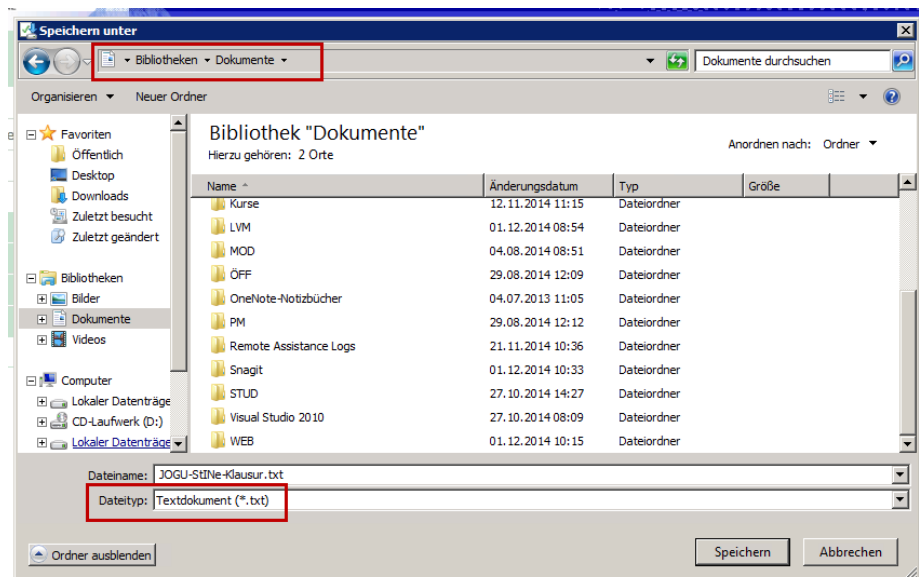 Speichern unter
Bibliotheken Dokumente
Dokumente durchsuchen
Organisieren Neuer Ordner
Favoriten
Öffentlich
Desktop
Downloads
Zuletzt besucht
Zuletzt geändert
Bibliotheken
Bilder
Dokumente
Videos
Computer
Lokaler Datenträge
CD-Laufwerk (D:)
Lokaler Datenträge
Bibliothek "Dokumente"
Hierzu gehören: 2 Orte
Anordnen nach: Ordner
Name Änderungsdatum Typ Größe
Kurse 12.11.2014 11:15 Dateiordner
LVM 01.12.2014 08:54 Dateiordner
MOD 04.08.2014 08:51 Dateiordner
ÖFF 29.08.2014 12:09 Dateiordner
OneNote-Notizbücher 04.07.2013 11:05 Dateiordner
PM 29.08.2014 12:12 Dateiordner
Remote Assistance Logs 21.11.2014 10:36 Dateiordner
Snagit 01.12.2014 10:33 Dateiordner
STUD 27.10.2014 14:27 Dateiordner
Visual Studio 2010 27.10.2014 08:09 Dateiordner
WEB 01.12.2014 10:15 Dateiordner
Dateiname: JOGU-StINe-Klausur.txt
Dateityp: Textdokument (*.txt)
Ordner ausblenden
Speichern Abbrechen